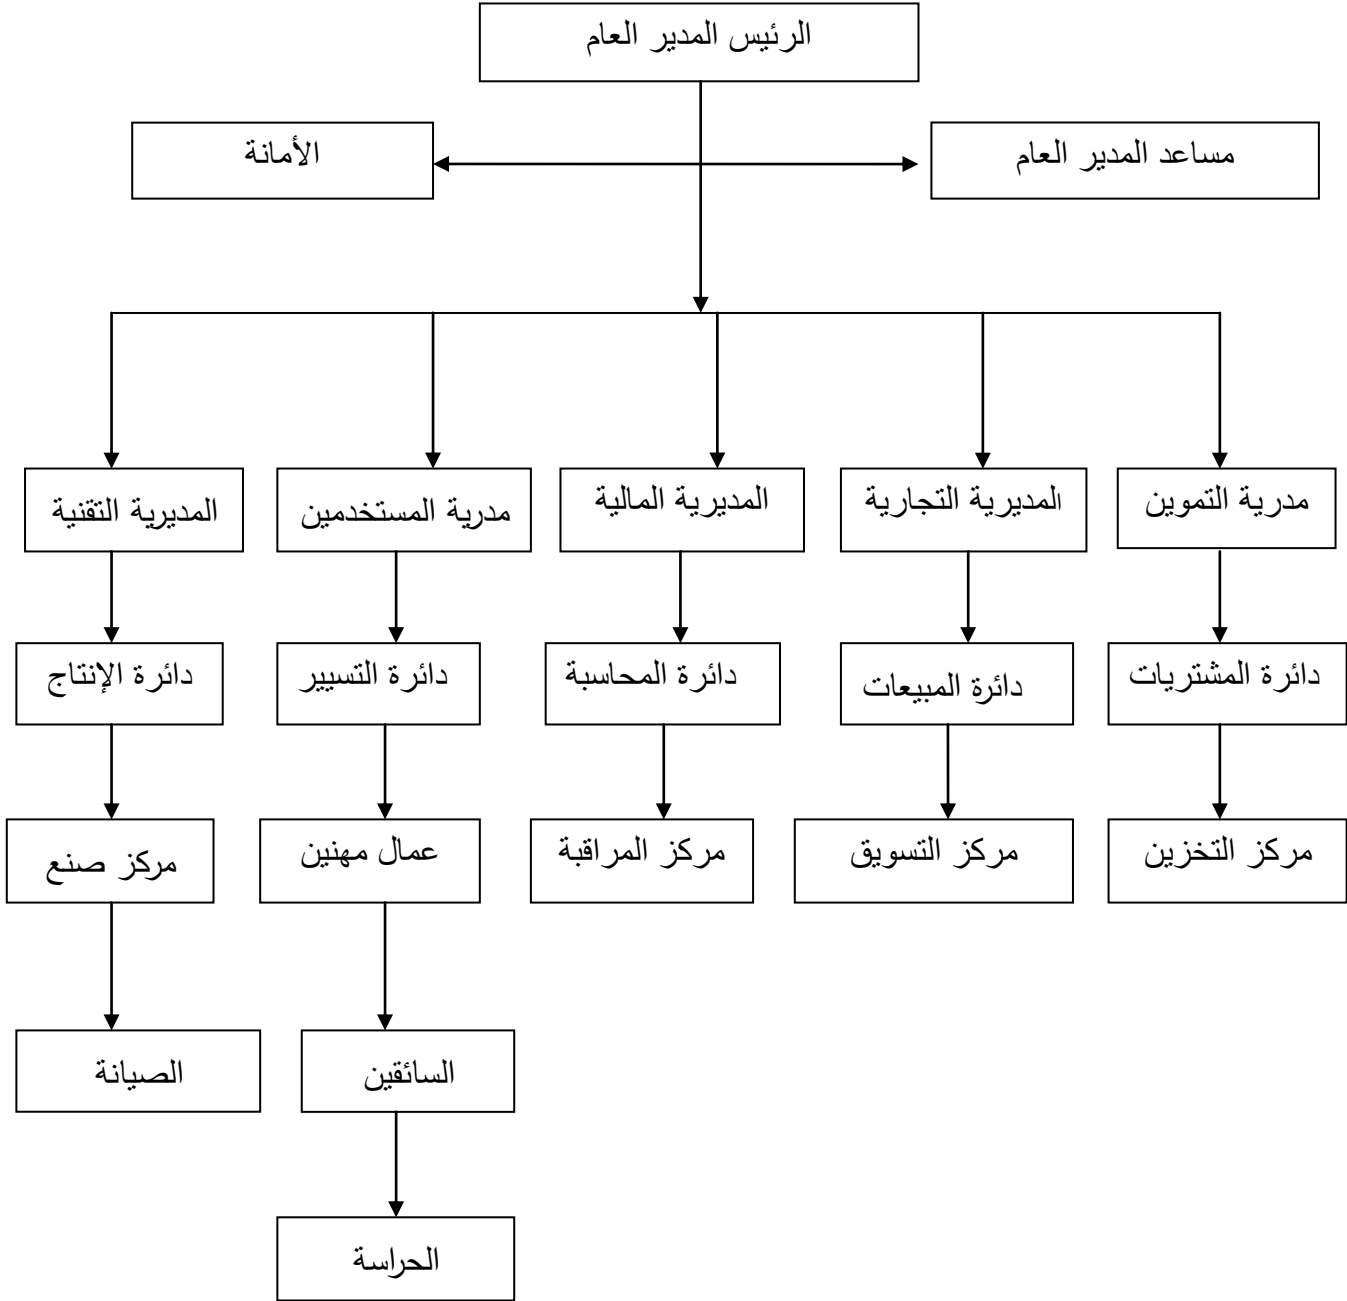 الرئيس المدير العام
مساعد المدير العام
الأمانة
مدرية التموين
المديرية التجارية
المديرية المالية
مدرية المستخدمين
المديرية التقنية
دائرة المشتريات
دائرة المبيعات
دائرة المحاسبة
دائرة التسيير
دائرة الإنتاج
مركز التخزين
مركز التسويق
مركز المراقبة
عمال مهنين
مركز صنع
السائقين
الصيانة
الحراسة